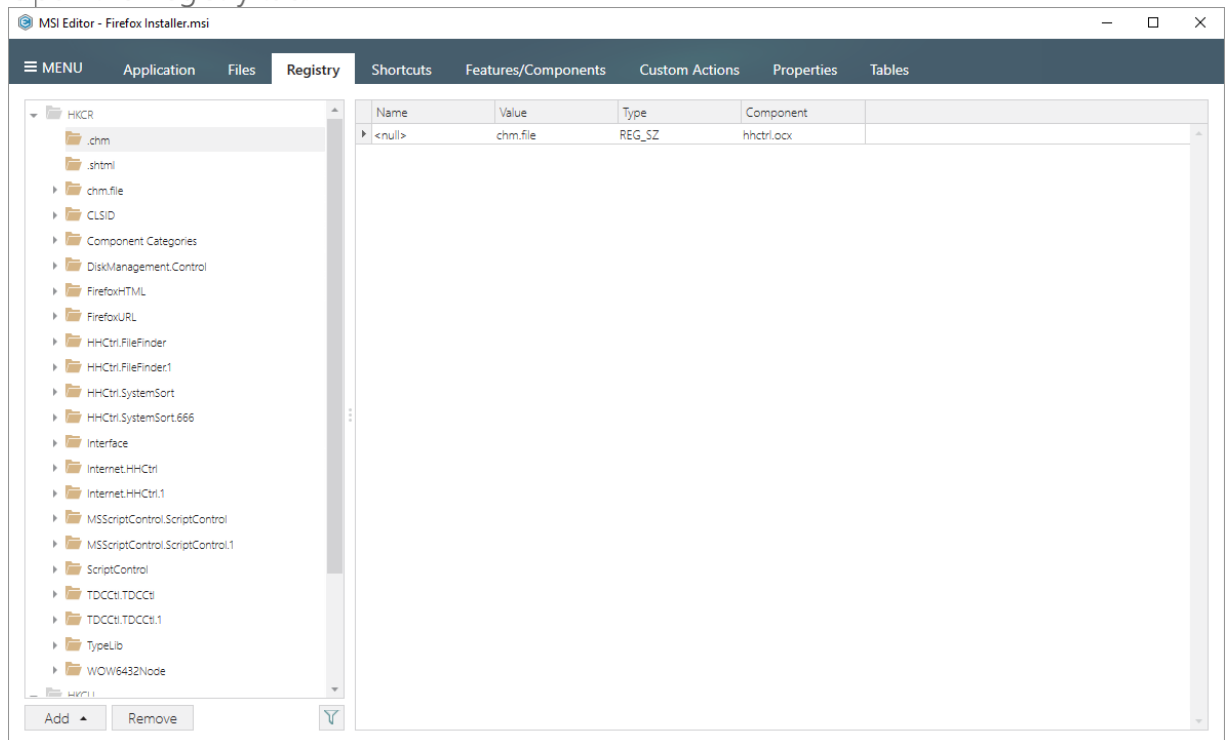 MSI Editor - Firefox Installer.msi
MENU Application Files Registry Shortcuts Features/Components Custom Actions Properties Tables
HKCR
.chm
.shtml
chm.file
CLSID
Component Categories
DiskManagement.Control
FirefoxHTML
FirefoxURL
HHCtrl.FileFinder
HHCtrl.FileFinder.1
HHCtrl.SystemSort
HHCtrl.SystemSort.666
Interface
Internet.HHCtrl
Internet.HHCtrl.1
MSScriptControl.ScriptControl
MSScriptControl.ScriptControl.1
ScriptControl
TDCCtl.TDCCtl
TDCCtl.TDCCtl.1
TypeLib
WOW6432Node
HKCU
Add Remove
Name Value Type Component
<null> chm.file REG_SZ hhctrl.ocx